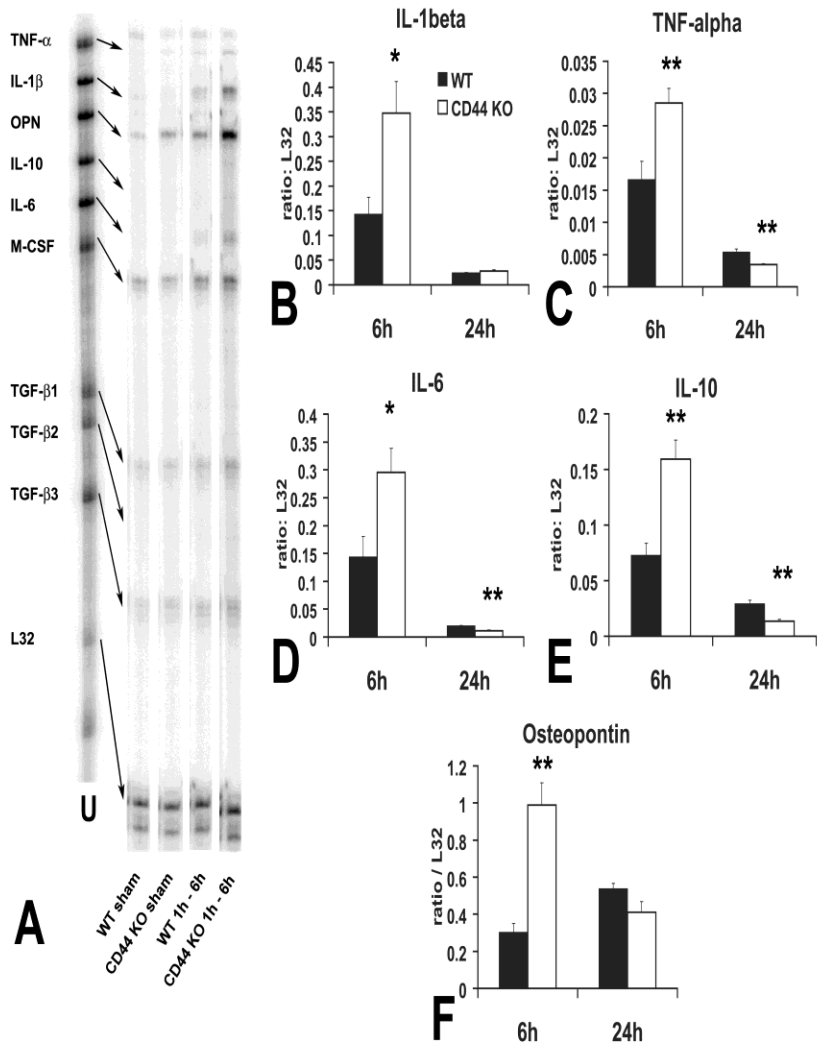 TNF-α
IL-1β
OPN
IL-10
IL-6
M-CSF
TGF-β1
TGF-β2
TGF-β3
L32
U
WT sham
CD44 KO sham
WT 1h - 6h
CD44 KO 1h - 6h
A
IL-1beta
ratio: L32
0.45
0.4
0.35
0.3
0.25
0.2
0.15
0.1
0.05
0
*
WT
CD44 KO
B
6h
24h
TNF-alpha
ratio: L32
0.035
0.03
0.025
0.02
0.015
0.01
0.005
0
**
**
C
6h
24h
IL-6
ratio: L32
0.4
0.35
0.3
0.25
0.2
0.15
0.1
0.05
0
*
**
D
6h
24h
IL-10
ratio: L32
0.2
0.15
0.1
0.05
0
**
**
E
6h
24h
Osteopontin
ratio / L32
1.2
1
0.8
0.6
0.4
0.2
0
**
F
6h
24h